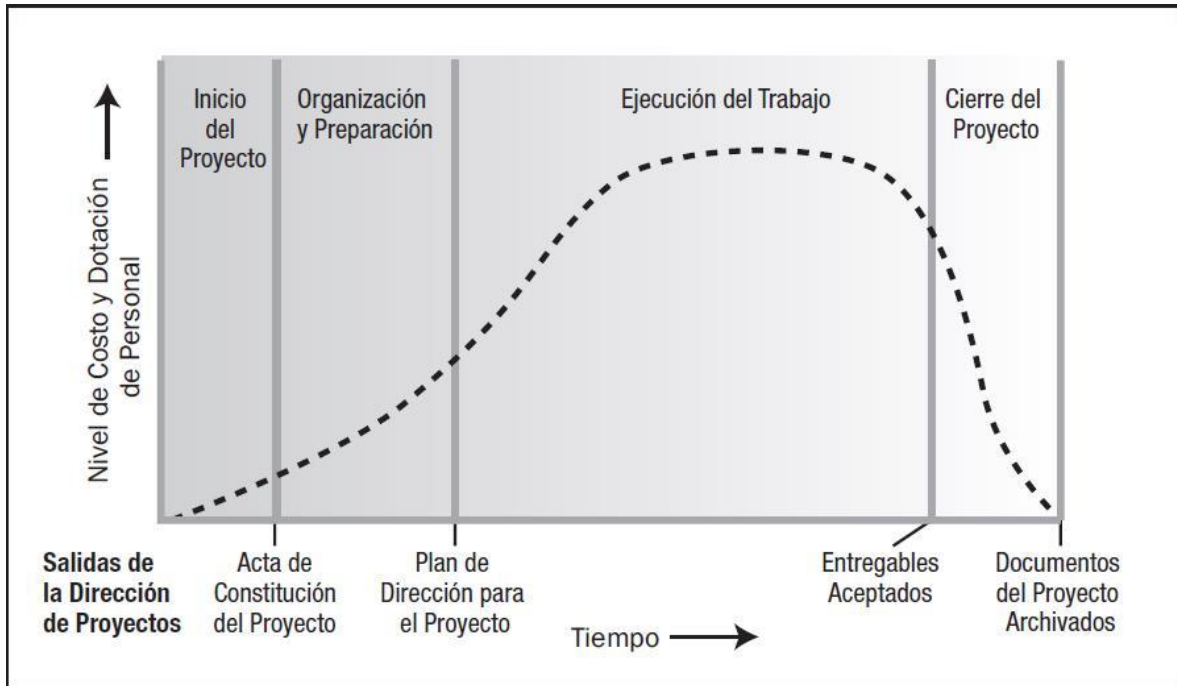 Inicio
del
Proyecto
Organización
y Preparación
Ejecución del Trabajo
Cierre del
Proyecto
Nivel de Costo y Dotación
de Personal
Salidas de
la Dirección
de Proyectos
Acta de
Constitución
del Proyecto
Plan de
Dirección para
el Proyecto
Tiempo
Entregables
Aceptados
Documentos
del Proyecto
Archivados